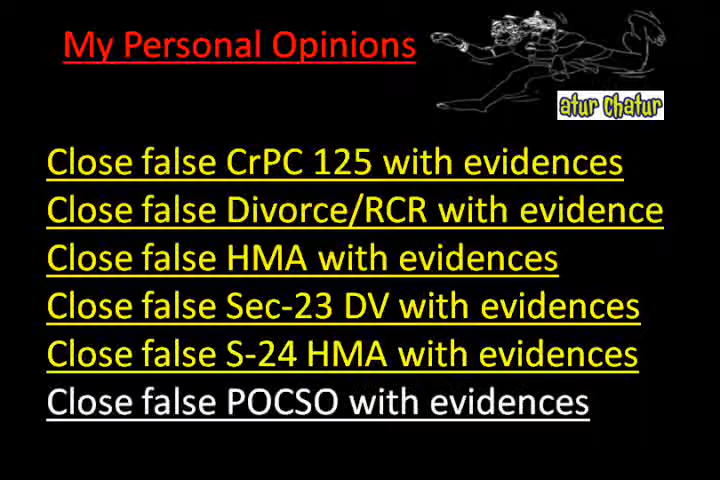 My Personal Opinions
atur chatur
Close false CrPC 125 with evidences
Close false Divorce/RCR with evidence
Close false HMA with evidences
Close false Sec-23 DV with evidences
Close false S-24 HMA with evidences
Close false POCSO with evidences